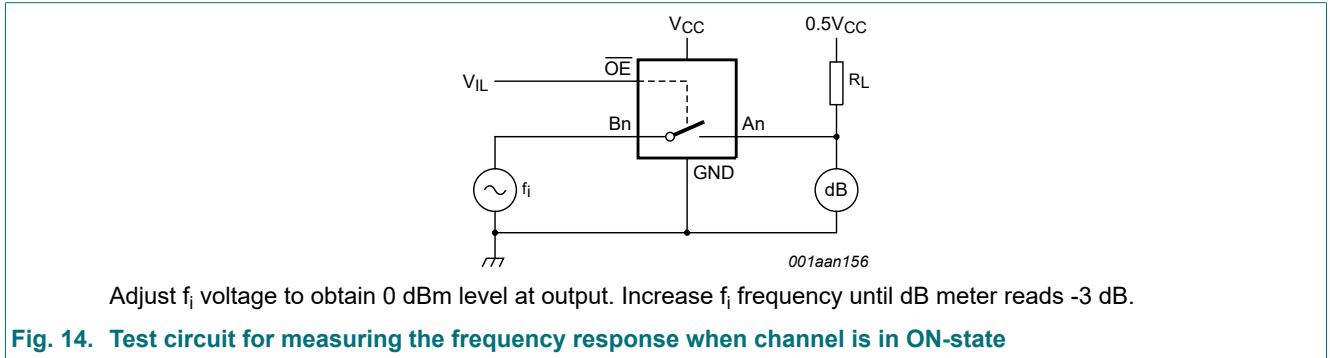 VCC 0.5VCC
OE
VIL
RL
Bn An
GND
fi dB
001aan156
Adjust fi voltage to obtain 0 dBm level at output. Increase fi frequency until dB meter reads -3 dB.
Fig. 14. Test circuit for measuring the frequency response when channel is in ON-state